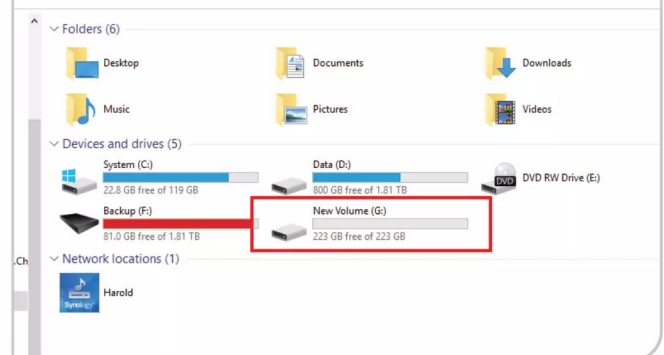 Folders (6)
Desktop
Documents
Downloads
Music
Pictures
Videos
Devices and drives (5)
System (C:)
22.8 GB free of 119 GB
Data (D:)
800 GB free of 1.81 TB
DVD
DVD RW Drive (E:)
Backup (F:)
81.0 GB free of 1.81 TB
New Volume (G:)
223 GB free of 223 GB
.Ch
Network locations (1)
Synology
Harold